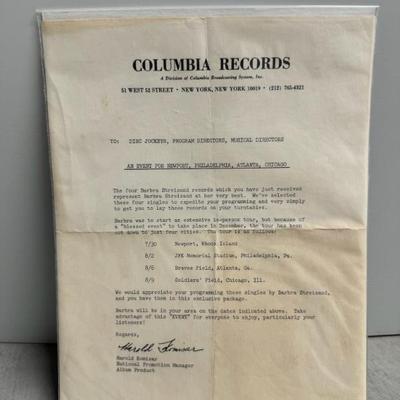 COLUMBIA RECORDS
A Division of Columbia Broadcasting System, Inc.
51 WEST 52 STREET • NEW YORK, NEW YORK 10019 • (212) 765-4321
TO: DISC JOCKEYS, PROGRAM DIRECTORS, MUSICAL DIRECTORS
AN EVENT FOR NEWPORT, PHILADELPHIA, ATLANTA, CHICAGO
The four Barbra Streisand records which you have just received
represent Barbra Streisand at her very best. We've selected
these four singles to expedite your programming and very simply
to get you to lay these records on your turntables.
Barbra was to start an extensive in-person tour, but because of
a "blessed event" to take place in December, the tour has been
cut down to just four cities. The tour is as follows:
7/30 Newport, Rhode Island
8/2 JFK Memorial Stadium, Philadelphia, Pa.
8/6 Braves Field, Atlanta, Ga.
8/9 Soldiers' Field, Chicago, Ill.
We would appreciate your programming these singles by Barbra Streisand,
and you have them in this exclusive package.
Barbra will be in your area on the dates indicated above. Take
advantage of this "EVENT" for everyone to enjoy, particularly your
listeners!
Regards,
Harold Komisar
Harold Komisar
National Promotion Manager
Album Product